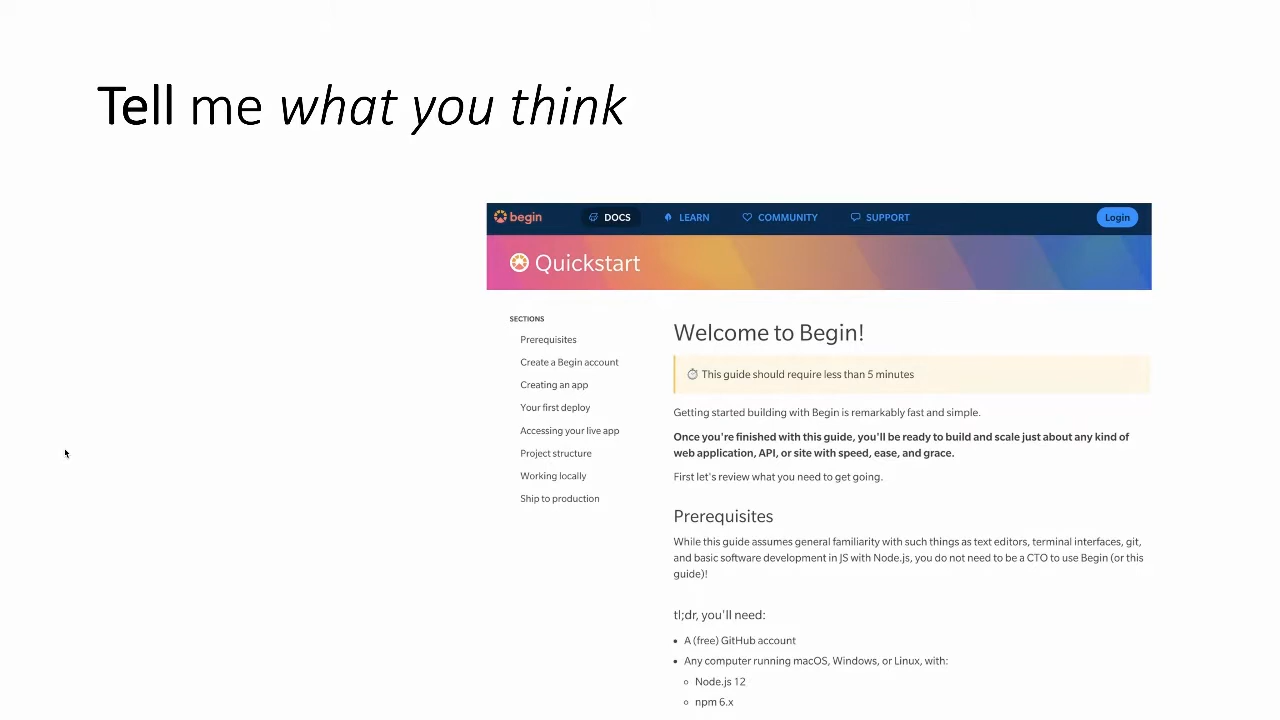 Tell me what you think
begin
DOCS
LEARN
COMMUNITY
SUPPORT
Login
Quickstart
SECTIONS
Prerequisites
Create a Begin account
Creating an app
Your first deploy
Accessing your live app
Project structure
Working locally
Ship to production
Welcome to Begin!
This guide should require less than 5 minutes
Getting started building with Begin is remarkably fast and simple.
Once you're finished with this guide, you'll be ready to build and scale just about any kind of
web application, API, or site with speed, ease, and grace.
First let's review what you need to get going.
Prerequisites
While this guide assumes general familiarity with such things as text editors, terminal interfaces, git,
and basic software development in JS with Node.js, you do not need to be a CTO to use Begin (or this
guide)!
tl;dr, you'll need:
• A (free) GitHub account
• Any computer running macOS, Windows, or Linux, with:
◦ Node.js 12
◦ npm 6.x